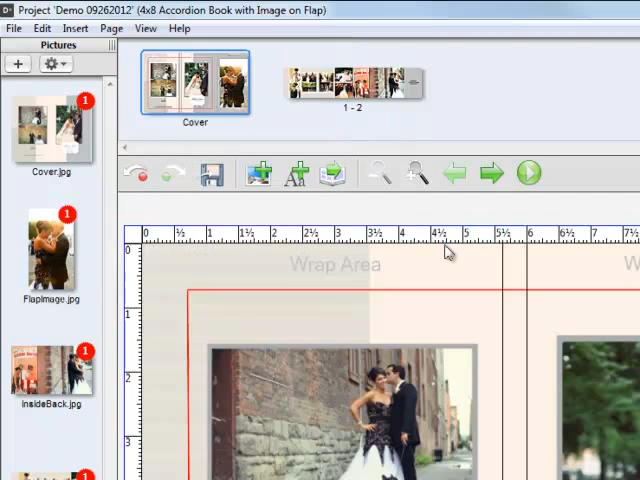 Project 'Demo 09262012' (4x8 Accordion Book with Image on Flap)
File Edit Insert Page View Help
Pictures
Cover
1 - 2
1
Cover.jpg
1
FlapImage.jpg
1
InsideBack.jpg
1
0 ½ 1 1½ 2 2½ 3 3½ 4 4½ 5 5½ 6 6½ 7 7½
0
1
2
3
Wrap Area
W